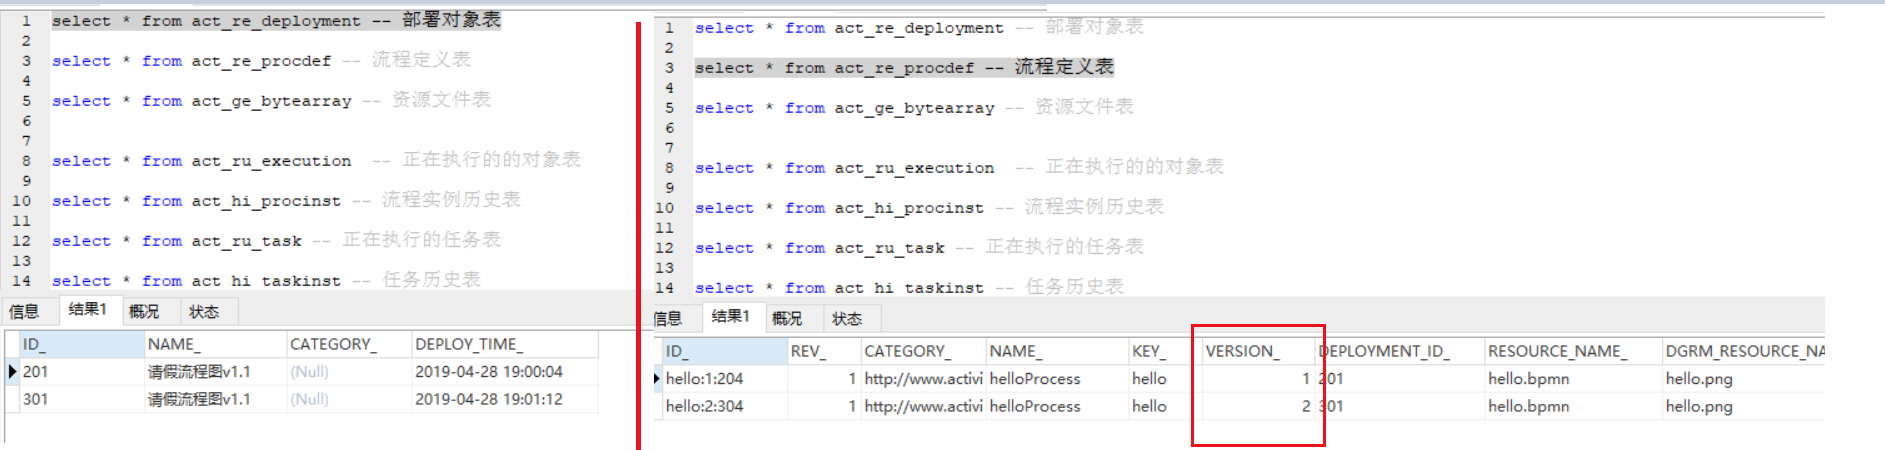 1 select * from act_re_deployment -- 部署对象表
2
3 select * from act_re_procdef -- 流程定义表
4
5 select * from act_ge_bytearray -- 资源文件表
6
7
8 select * from act_ru_execution -- 正在执行的的对象表
9
10 select * from act_hi_procinst -- 流程实例历史表
11
12 select * from act_ru_task -- 正在执行的任务表
13
14 select * from act hi taskinst -- 任务历史表
信息 结果1 概况 状态
ID_ NAME_ CATEGORY_ DEPLOY_TIME_
201 请假流程图v1.1 (Null) 2019-04-28 19:00:04
301 请假流程图v1.1 (Null) 2019-04-28 19:01:12
1 select * from act_re_deployment -- 部署对象表
2
3 select * from act_re_procdef -- 流程定义表
4
5 select * from act_ge_bytearray -- 资源文件表
6
7
8 select * from act_ru_execution -- 正在执行的的对象表
9
10 select * from act_hi_procinst -- 流程实例历史表
11
12 select * from act_ru_task -- 正在执行的任务表
13
14 select * from act hi taskinst -- 任务历史表
信息 结果1 概况 状态
ID_ REV_ CATEGORY_ NAME_ KEY_ VERSION_ DEPLOYMENT_ID_ RESOURCE_NAME_ DGRM_RESOURCE_NA
hello:1:204 1 http://www.activi helloProcess hello 1 201 hello.bpmn hello.png
hello:2:304 1 http://www.activi helloProcess hello 2 301 hello.bpmn hello.png